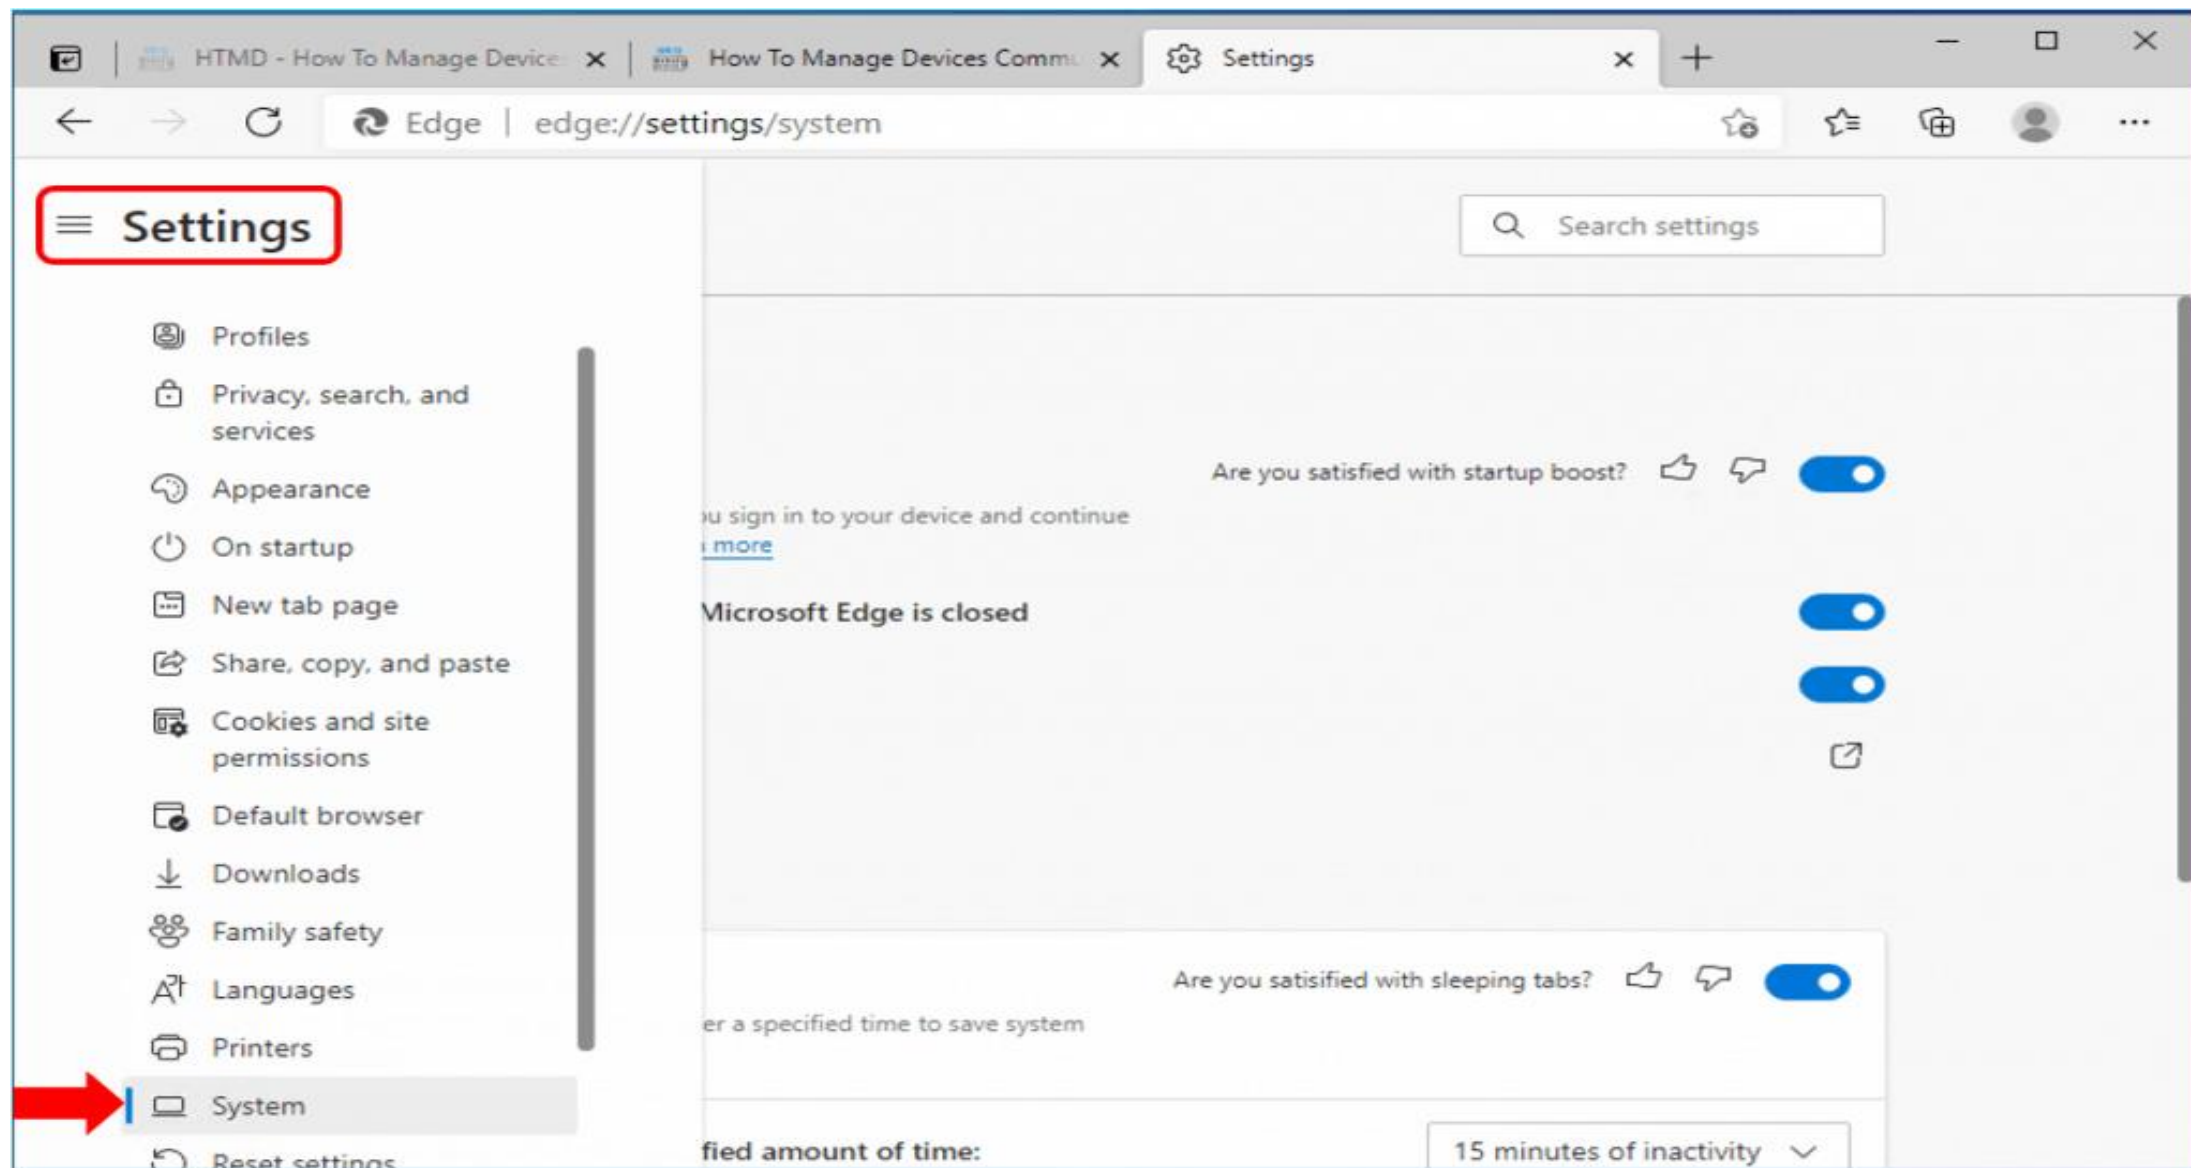 HTMD - How To Manage Device
How To Manage Devices Comm
Settings
Edge | edge://settings/system
Settings
Search settings
Profiles
Privacy, search, and
services
Appearance
On startup
New tab page
Share, copy, and paste
Cookies and site
permissions
Default browser
Downloads
Family safety
Languages
Printers
System
Reset settings
Are you satisfied with startup boost?
ou sign in to your device and continue
more
Microsoft Edge is closed
Are you satisified with sleeping tabs?
er a specified time to save system
fied amount of time:
15 minutes of inactivity